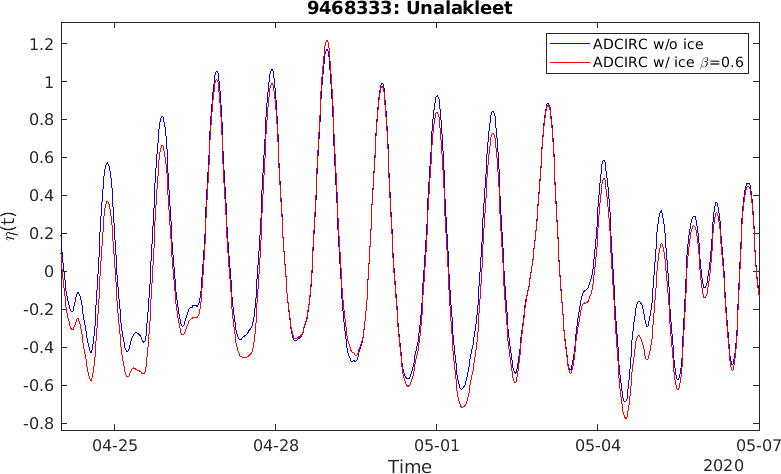 9468333: Unalakleet
ADCIRC w/o ice
ADCIRC w/ ice β=0.6
1.2
1
0.8
0.6
0.4
0.2
0
-0.2
-0.4
-0.6
-0.8
η(t)
04-25 04-28 05-01 05-04 05-07
Time 2020